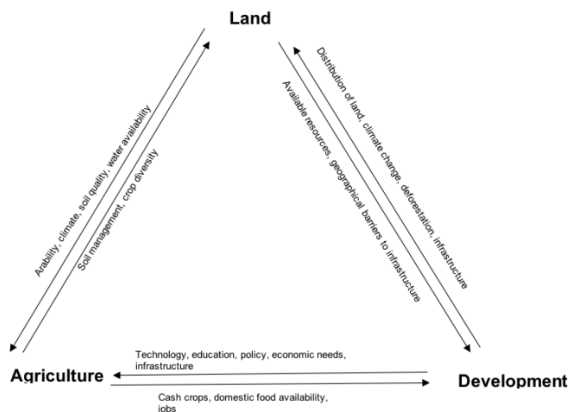 Land
Arability, climate, soil quality, water availability
Soil management, crop diversity
Distribution of land, climate change, deforestation, infrastructure
Available resources, geographical barriers to infrastructure
Technology, education, policy, economic needs,
infrastructure
Agriculture
Development
Cash crops, domestic food availability,
jobs